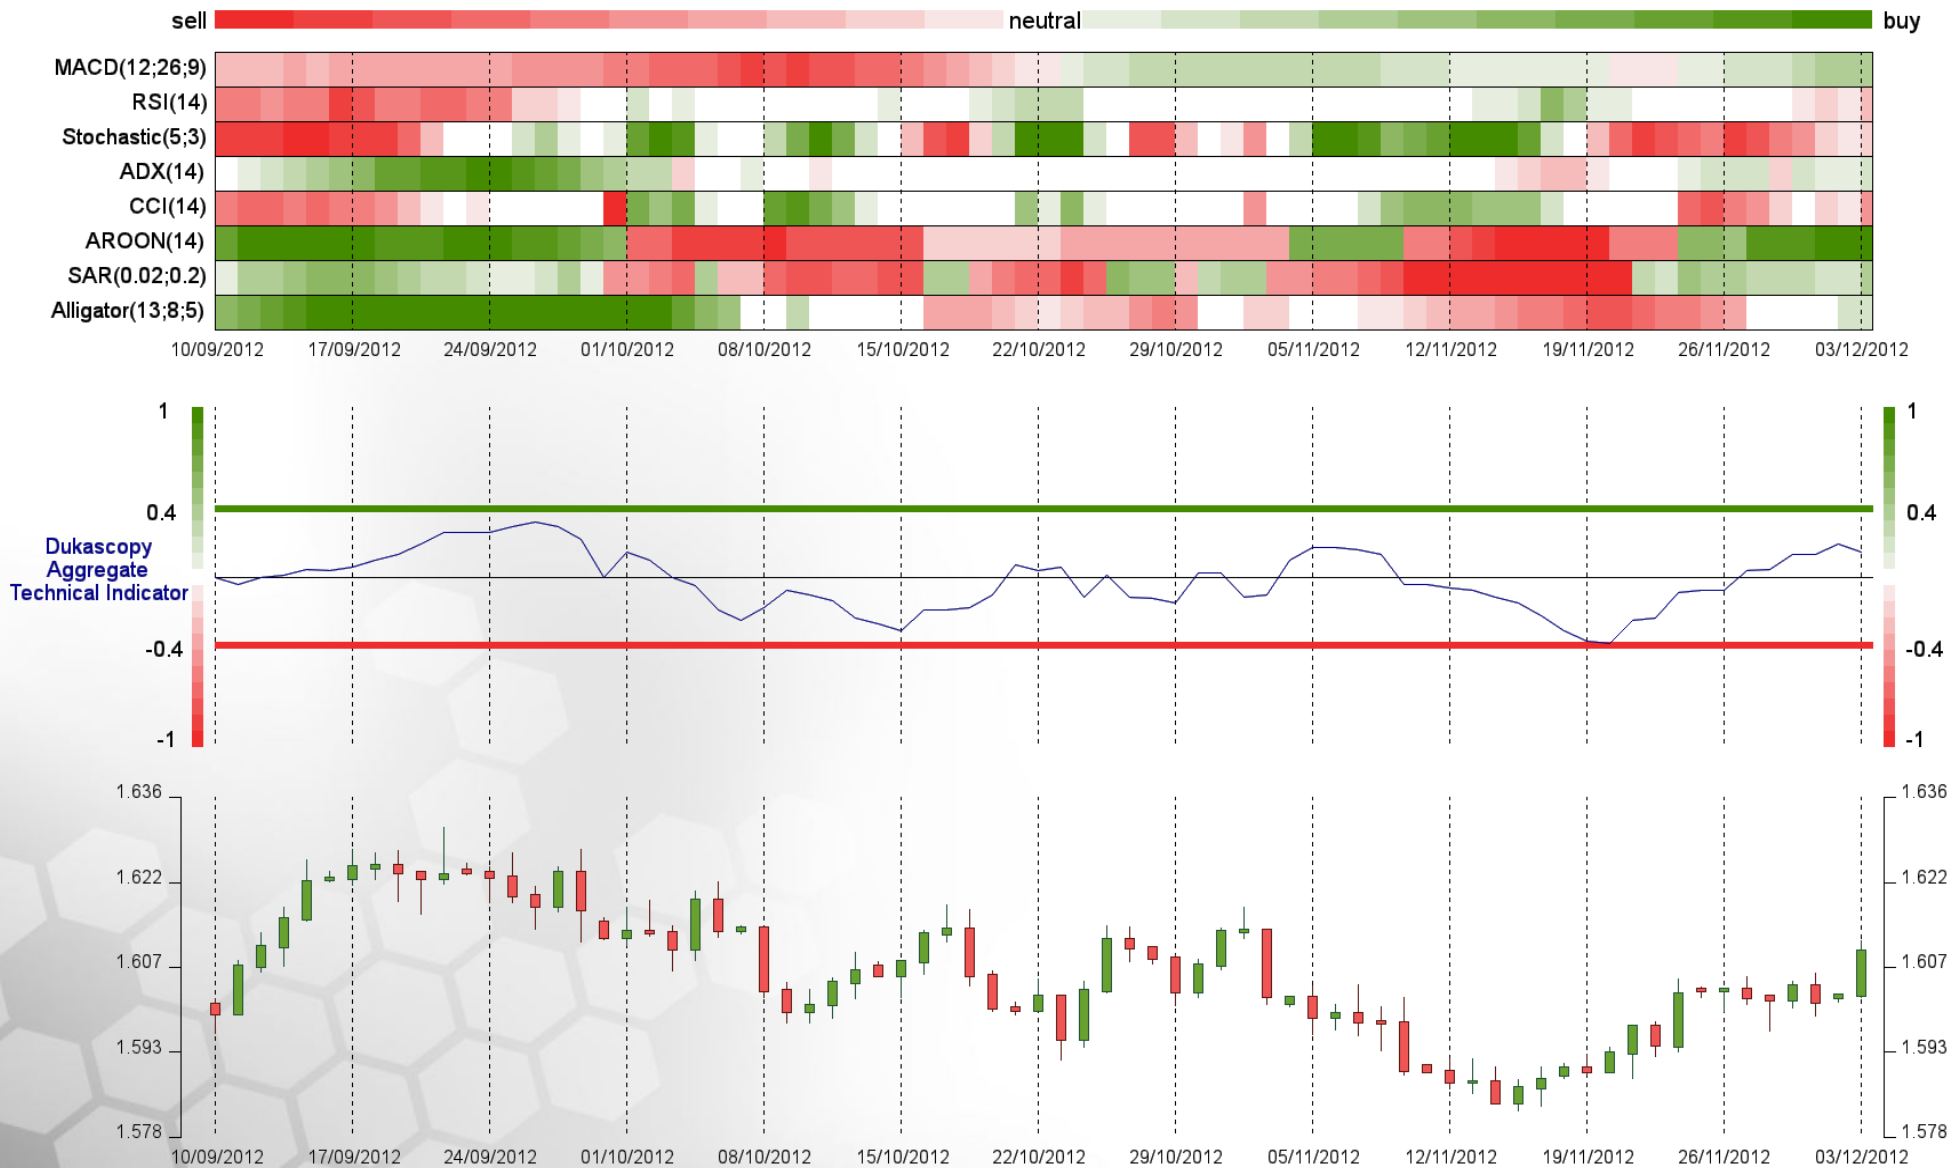 sell neutral buy
MACD(12;26;9)
RSI(14)
Stochastic(5;3)
ADX(14)
CCI(14)
AROON(14)
SAR(0.02;0.2)
Alligator(13;8;5)
10/09/2012 17/09/2012 24/09/2012 01/10/2012 08/10/2012 15/10/2012 22/10/2012 29/10/2012 05/11/2012 12/11/2012 19/11/2012 26/11/2012 03/12/2012
1 1
0.4 0.4
Dukascopy
Aggregate
Technical Indicator
-0.4 -0.4
-1 -1
1.636 1.636
1.622 1.622
1.607 1.607
1.593 1.593
1.578 1.578
10/09/2012 17/09/2012 24/09/2012 01/10/2012 08/10/2012 15/10/2012 22/10/2012 29/10/2012 05/11/2012 12/11/2012 19/11/2012 26/11/2012 03/12/2012